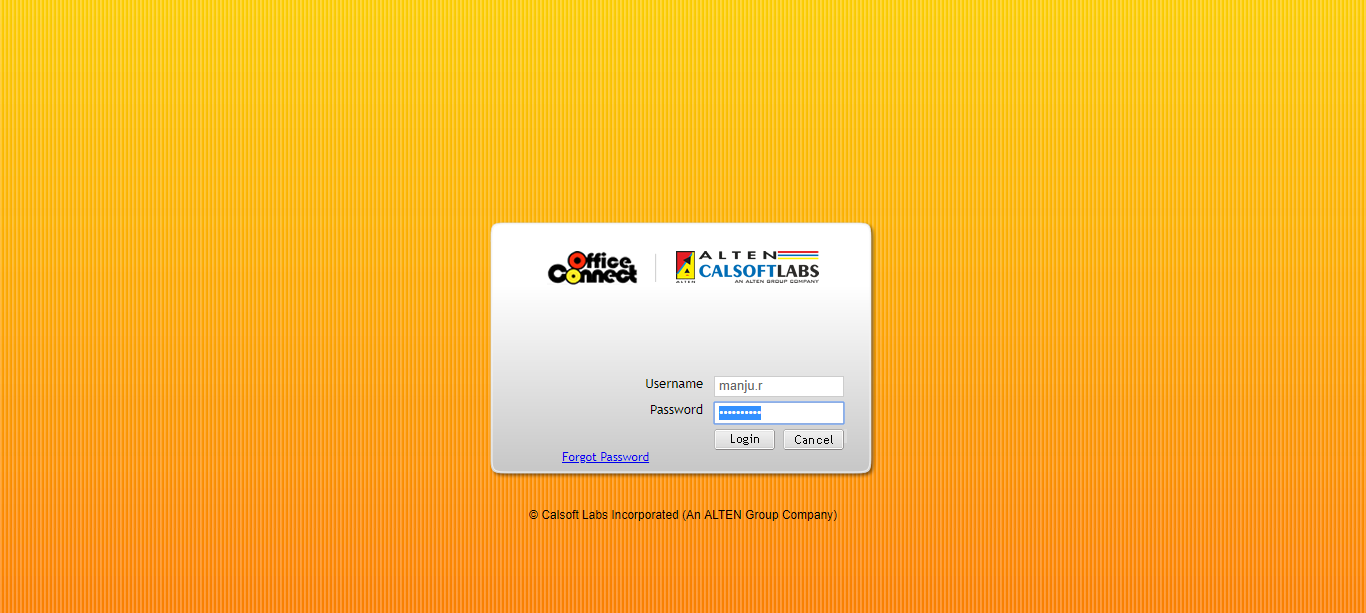 Office
Connect
ALTEN
CALSOFTLABS
AN ALTEN GROUP COMPANY
ALTEN
Username manju.r
Password ••••••••••
Login Cancel
Forgot Password
© Calsoft Labs Incorporated (An ALTEN Group Company)